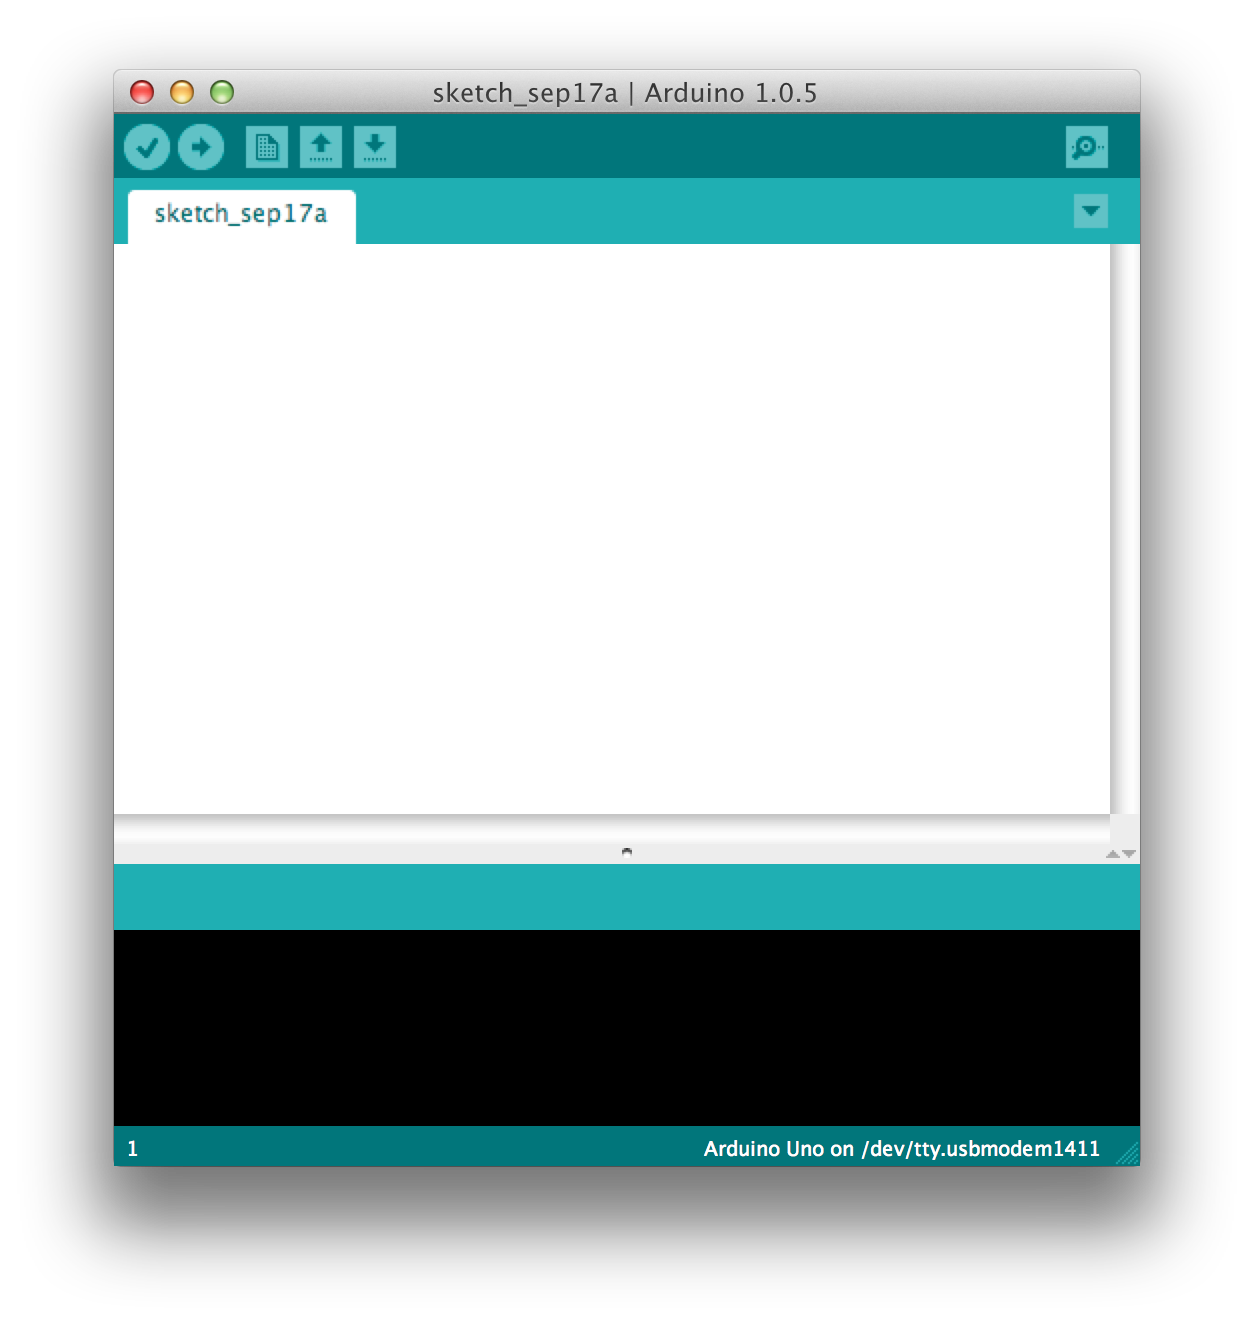 sketch_sep17a | Arduino 1.0.5
sketch_sep17a
1
Arduino Uno on /dev/tty.usbmodem1411